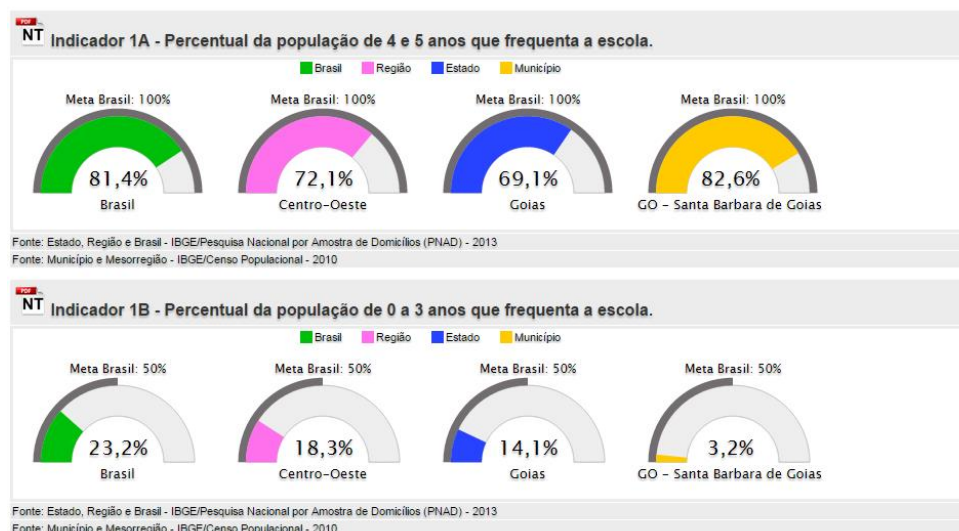 PDF
NT Indicador 1A - Percentual da população de 4 e 5 anos que frequenta a escola.
Brasil Região Estado Município
Meta Brasil: 100% Meta Brasil: 100% Meta Brasil: 100% Meta Brasil: 100%
81,4% 72,1% 69,1% 82,6%
Brasil Centro-Oeste Goias GO - Santa Barbara de Goias
Fonte: Estado, Região e Brasil - IBGE/Pesquisa Nacional por Amostra de Domicílios (PNAD) - 2013
Fonte: Município e Mesorregião - IBGE/Censo Populacional - 2010
PDF
NT Indicador 1B - Percentual da população de 0 a 3 anos que frequenta a escola.
Brasil Região Estado Município
Meta Brasil: 50% Meta Brasil: 50% Meta Brasil: 50% Meta Brasil: 50%
23,2% 18,3% 14,1% 3,2%
Brasil Centro-Oeste Goias GO - Santa Barbara de Goias
Fonte: Estado, Região e Brasil - IBGE/Pesquisa Nacional por Amostra de Domicílios (PNAD) - 2013
Fonte: Município e Mesorregião - IBGE/Censo Populacional - 2010